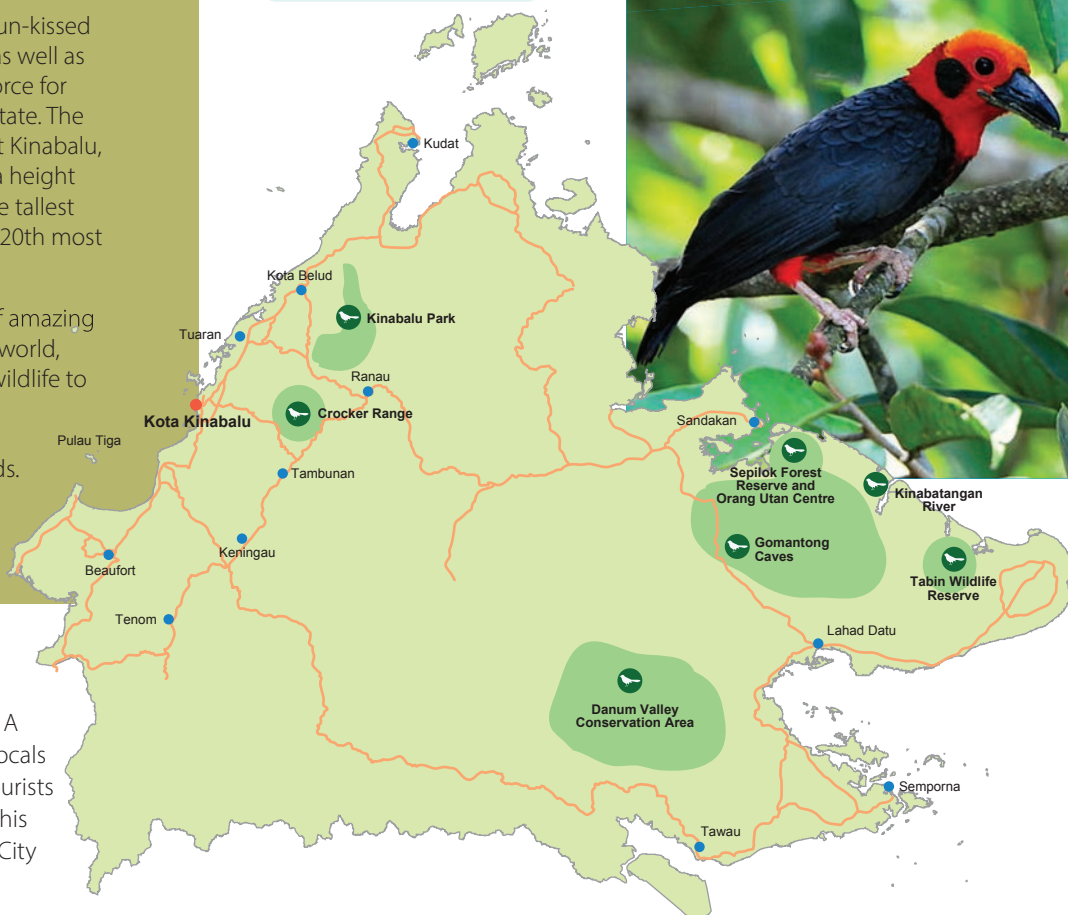 un-kissed
as well as
orce for
tate. The
t Kinabalu,
a height
e tallest
20th most
f amazing
world,
wildlife to
ds.
A
ocals
urists
his
City
Kudat
Kota Belud
Kinabalu Park
Tuaran
Ranau
Kota Kinabalu
Crocker Range
Pulau Tiga
Tambunan
Keningau
Beaufort
Tenom
Sandakan
Sepilok Forest
Reserve and
Orang Utan Centre
Kinabatangan
River
Gomantong
Caves
Tabin Wildlife
Reserve
Lahad Datu
Danum Valley
Conservation Area
Semporna
Tawau